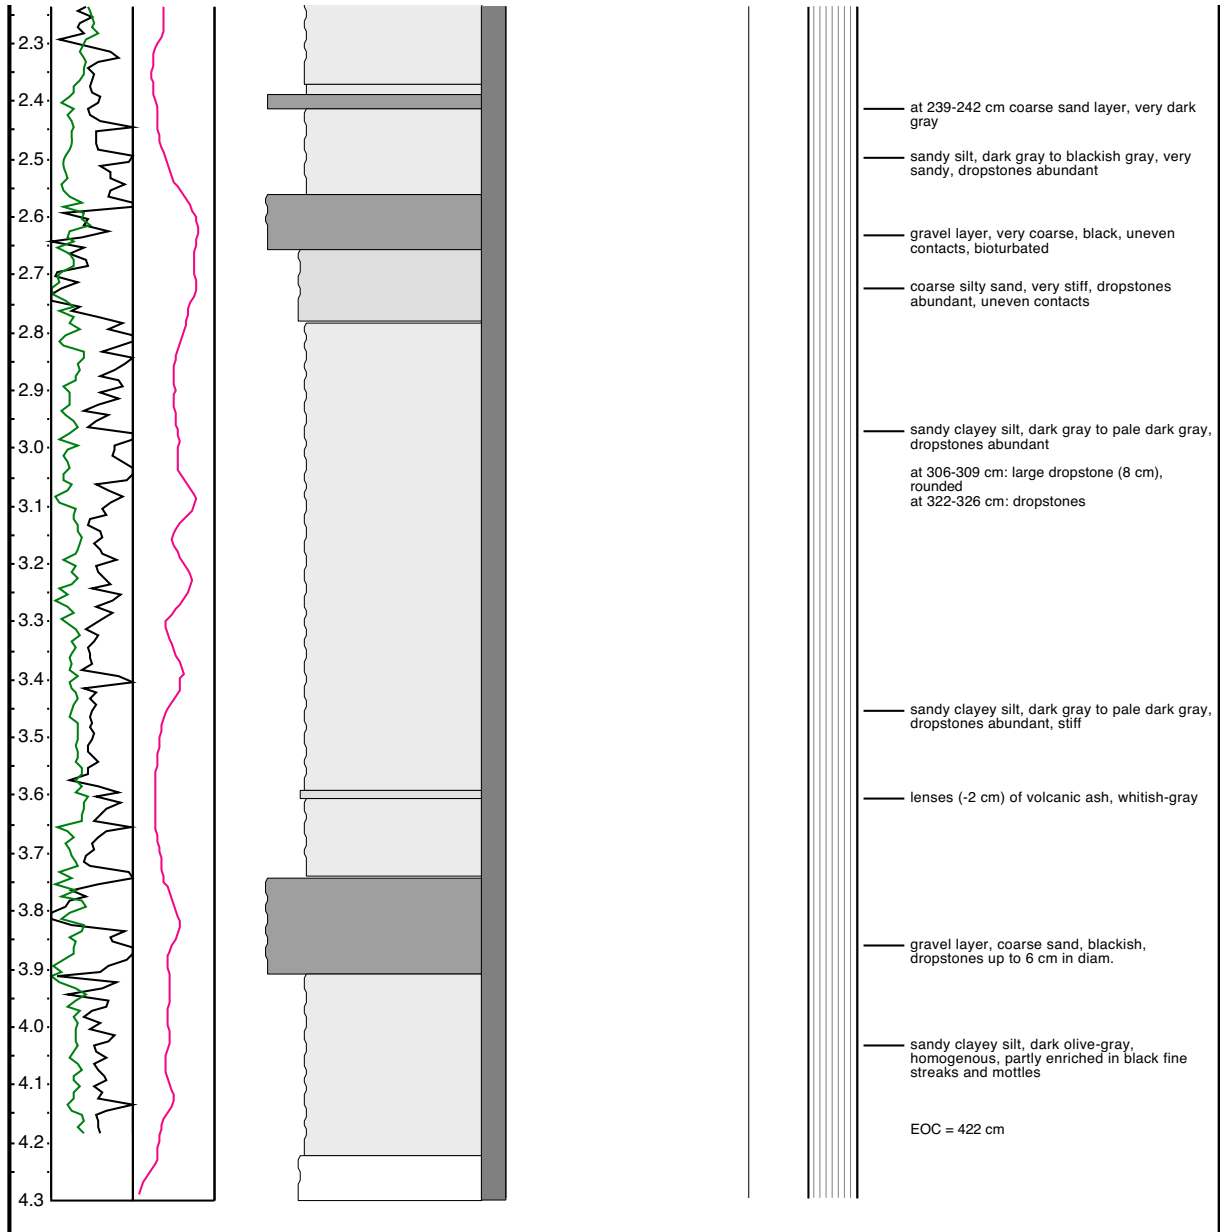 2.3
2.4
at 239-242 cm coarse sand layer, very dark
gray
2.5
sandy silt, dark gray to blackish gray, very
sandy, dropstones abundant
2.6
gravel layer, very coarse, black, uneven
contacts, bioturbated
2.7
coarse silty sand, very stiff, dropstones
abundant, uneven contacts
2.8
2.9
sandy clayey silt, dark gray to pale dark gray,
dropstones abundant
3.0
at 306-309 cm: large dropstone (8 cm),
rounded
at 322-326 cm: dropstones
3.1
3.2
3.3
3.4
sandy clayey silt, dark gray to pale dark gray,
dropstones abundant, stiff
3.5
3.6
lenses (-2 cm) of volcanic ash, whitish-gray
3.7
3.8
gravel layer, coarse sand, blackish,
dropstones up to 6 cm in diam.
3.9
4.0
sandy clayey silt, dark olive-gray,
homogenous, partly enriched in black fine
streaks and mottles
4.1
EOC = 422 cm
4.2
4.3